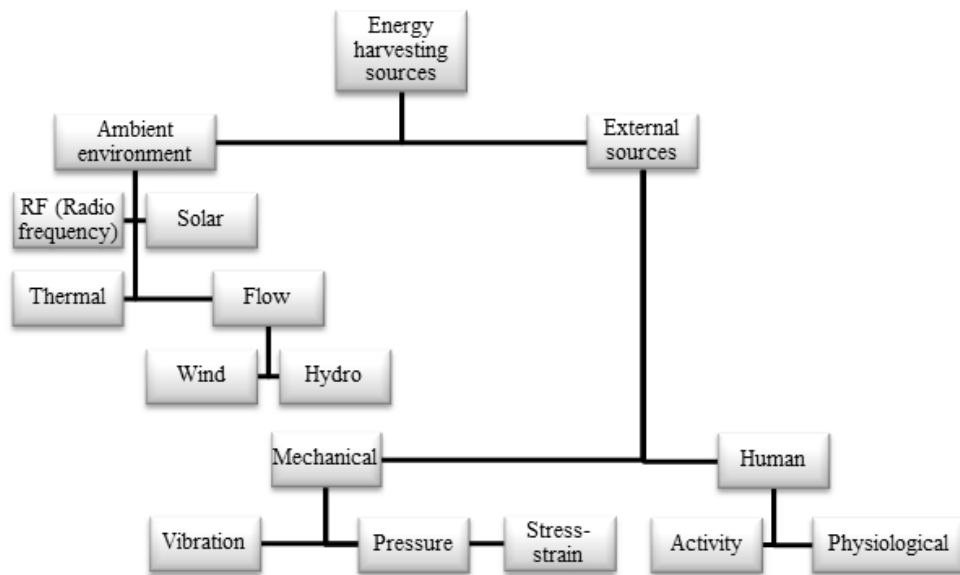 Energy
harvesting
sources
Ambient
environment
External
sources
RF (Radio
frequency)
Solar
Thermal
Flow
Wind
Hydro
Mechanical
Human
Vibration
Pressure
Stress-
strain
Activity
Physiological